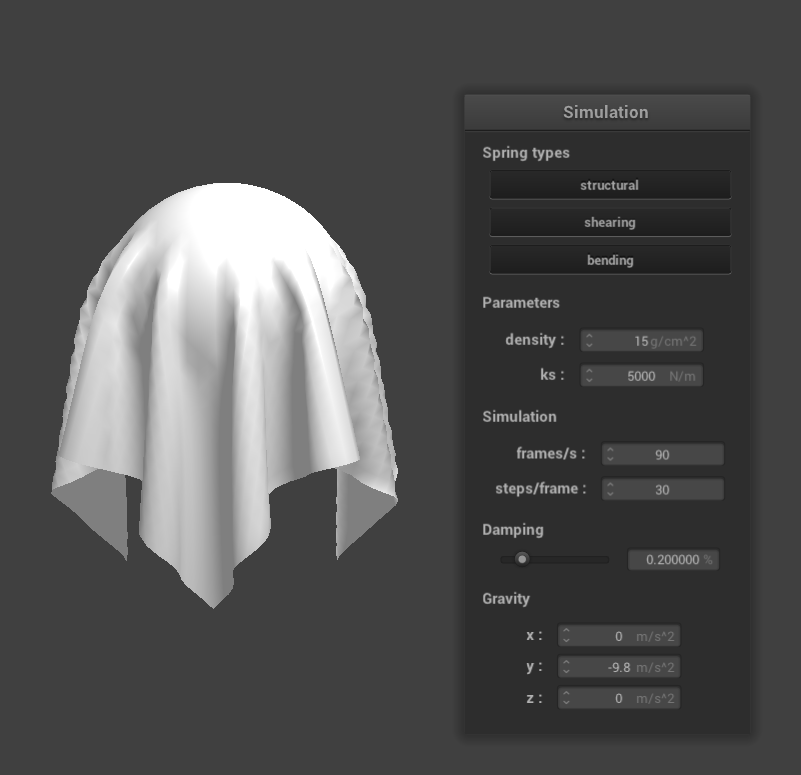 Simulation
Spring types
structural
shearing
bending
Parameters
density : 15 g/cm^2
ks : 5000 N/m
Simulation
frames/s : 90
steps/frame : 30
Damping
0.200000 %
Gravity
x : 0 m/s^2
y : -9.8 m/s^2
z : 0 m/s^2